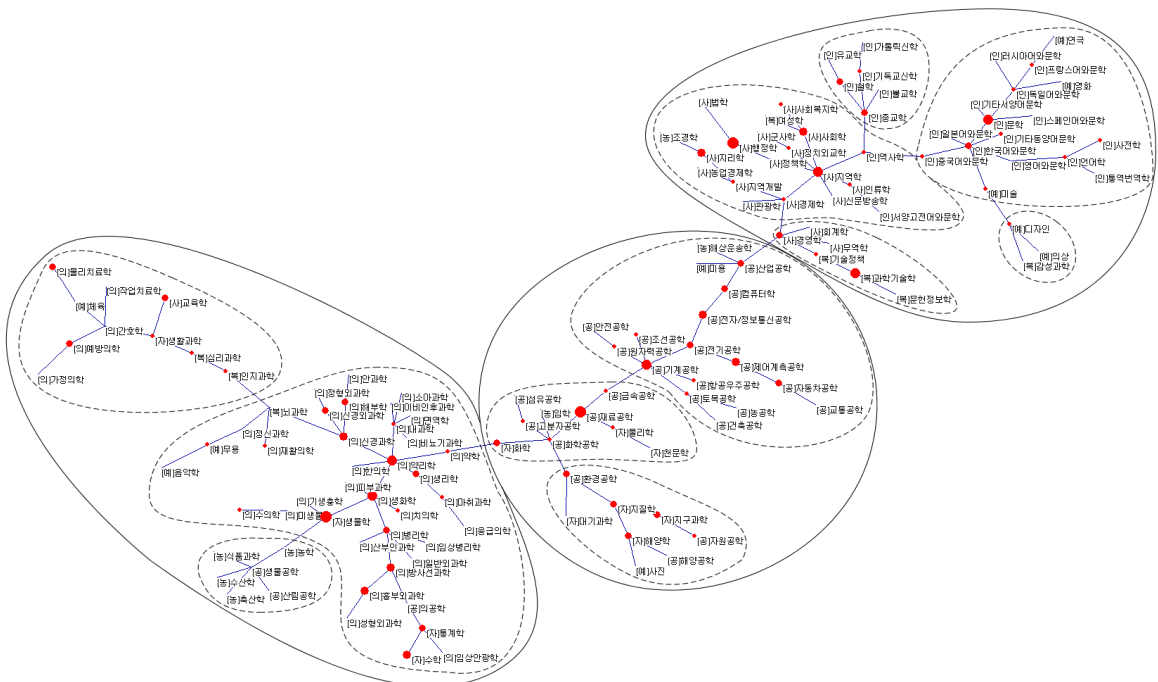 [예]연극
[인]가톨릭신학
[인]유교학
[인]러시아어와문학
[인]프랑스어와문학
[인]기독교신학
[인]철학
[예]영화
[인]독일어와문학
[인]불교학
[사]법학
[사]사회복지학
[복]여성학
[인]종교학
[인]기타서양어문학
[인]스페인어와문학
[인]문학
[농]조경학
[사]군사학
[사]사회학
[인]일본어와문학
[인]기타동양어문학
[인]사전학
[사]행정학
[사]정치외교학
[인]한국어와문학
[사]지리학
[사]정책학
[인]역사학
[인]중국어와문학
[인]영어와문학
[인]언어학
[사]농업경제학
[사]지역학
[인]통역번역학
[사]지역개발
[사]인류학
[예]미술
[사]관광학
[사]경제학
[사]신문방송학
[인]서양고전어와문학
[예]디자인
[사]회계학
[사]경영학
[사]무역학
[농]해상운송학
[복]기술정책
[예]의상
[복]감성과학
[예]미용
[공]산업공학
[복]과학기술학
[의]물리치료학
[의]작업치료학
[공]컴퓨터학
[복]문헌정보학
[예]체육
[사]교육학
[공]전자/정보통신공학
[의]간호학
[공]안전공학
[공]조선공학
[의]예방의학
[자]생활과학
[공]원자력공학
[공]전기공학
[복]심리과학
[공]기계공학
[공]제어계측공학
[의]가정의학
[복]인지과학
[공]항공우주공학
[공]자동차공학
[의]안과학
[공]섬유공학
[공]금속공학
[공]토목공학
[의]정형외과학
[의]소아과학
[공]교통공학
[복]뇌과학
[의]해부학
[의]이비인후과학
[농]임학
[공]재료공학
[공]농공학
[의]신경외과학
[의]면역학
[공]고분자공학
[공]건축공학
[의]정신과학
[의]내과학
[자]물리학
[의]신경과학
[의]비뇨기과학
[자]화학
[공]화학공학
[예]무용
[의]재활의학
[의]약학
[자]천문학
[예]음악학
[의]한의학
[의]약리학
[의]생리학
[공]환경공학
[의]피부과학
[의]기생충학
[의]생화학
[의]마취과학
[자]지질학
[의]수의학
[의]미생물
[의]치의학
[자]대기과학
[자]지구과학
[자]생물학
[의]병리학
[의]응급의학
[자]해양학
[공]자원공학
[농]식품과학
[농]농학
[의]산부인과학
[의]임상병리학
[공]해양공학
[공]생물공학
[의]일반외과학
[의]방사선과학
[예]사진
[농]수산학
[농]축산학
[공]산림공학
[의]흉부외과학
[공]의공학
[의]성형외과학
[자]통계학
[자]수학
[의]임상안광학